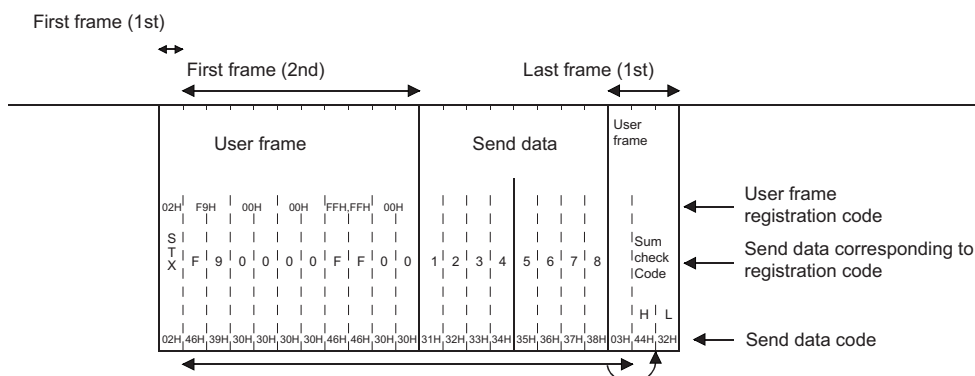 First frame (1st)
First frame (2nd)
Last frame (1st)
User frame
Send data
User
frame
02H F9H 00H 00H FFH,FFH 00H
User frame
registration code
STX F 9 0 0 0 0 F F 0 0 1 2 3 4 5 6 7 8
Sum
check
Code
Send data corresponding to
registration code
H L
02H 46H 39H 30H 30H 30H 30H 46H 46H 30H 30H 31H 32H 33H 34H 35H 36H 37H 38H 03H 44H 32H
Send data code